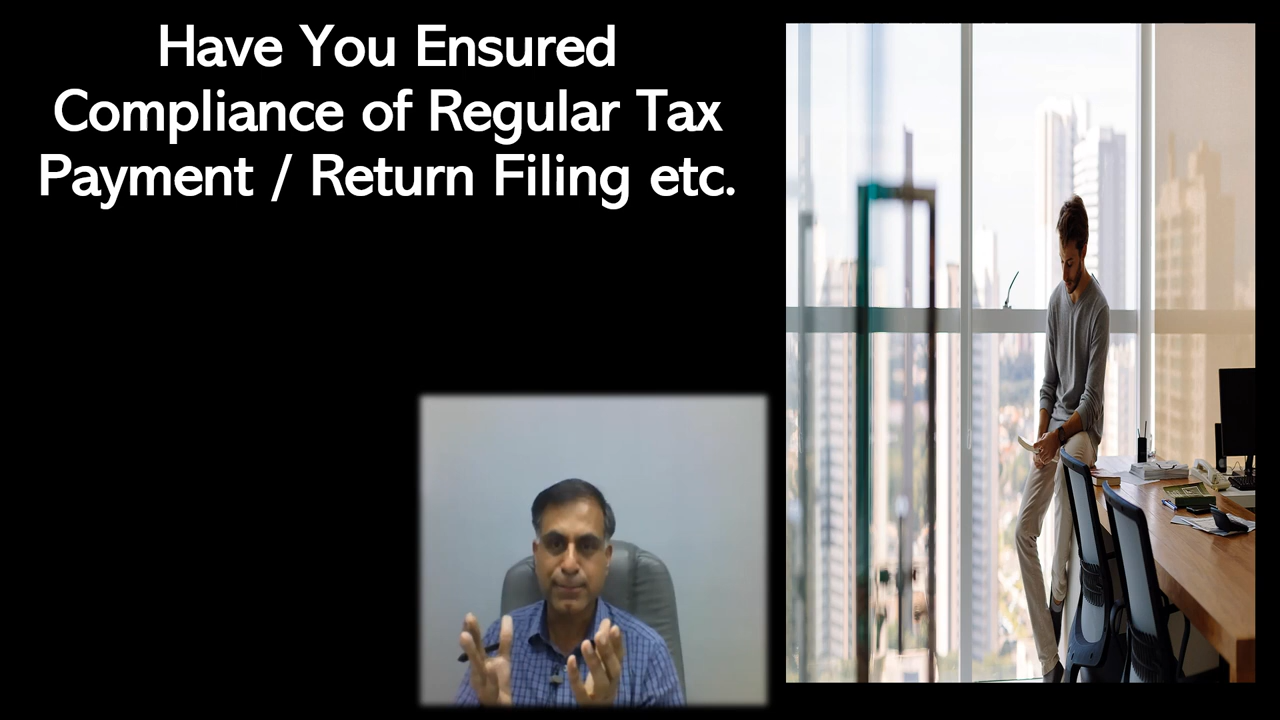 Have You Ensured
Compliance of Regular Tax
Payment / Return Filing etc.